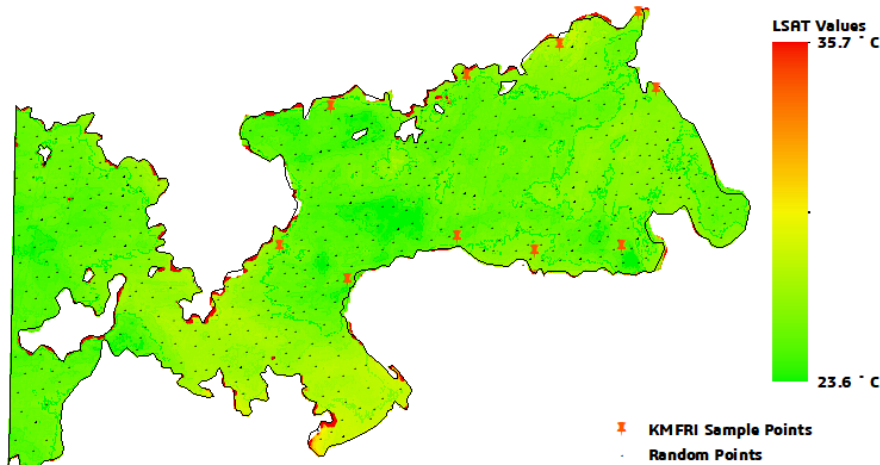 LSAT Values
35.7 ° C
23.6 ° C
KMFRI Sample Points
Random Points